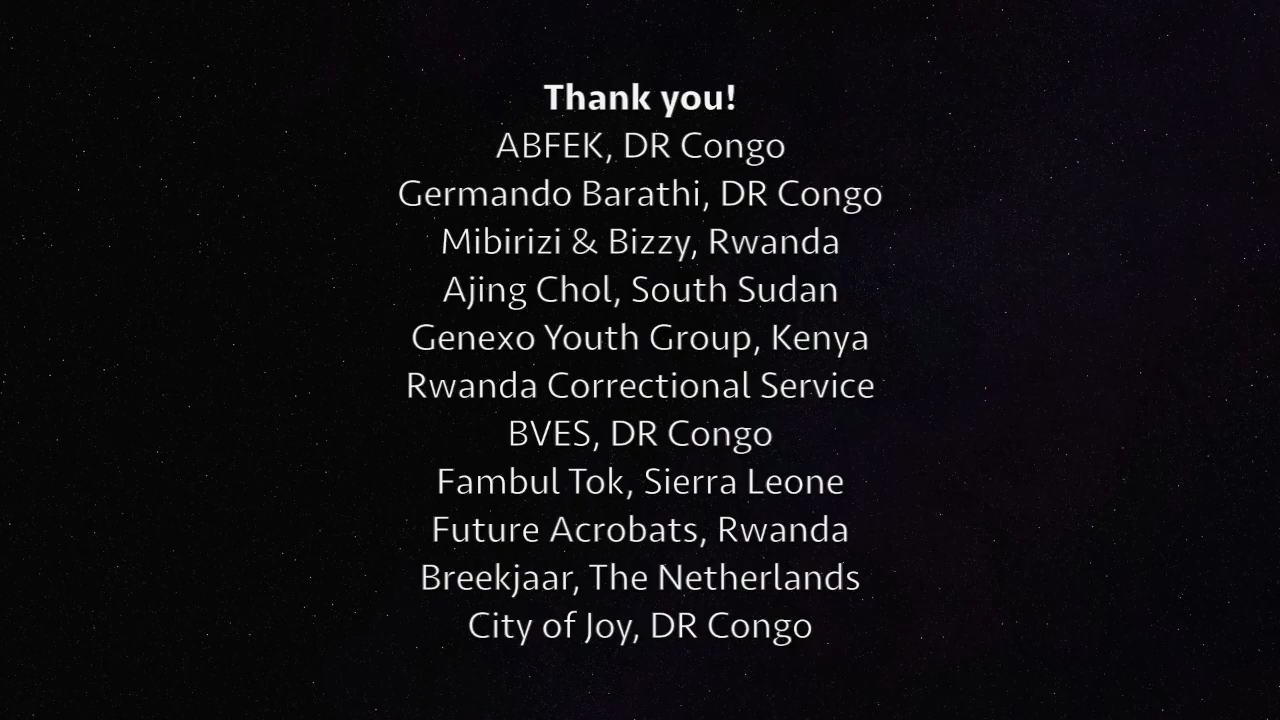 Thank you!
ABFEK, DR Congo
Germando Barathi, DR Congo
Mibirizi & Bizzy, Rwanda
Ajing Chol, South Sudan
Genexo Youth Group, Kenya
Rwanda Correctional Service
BVES, DR Congo
Fambul Tok, Sierra Leone
Future Acrobats, Rwanda
Breekjaar, The Netherlands
City of Joy, DR Congo